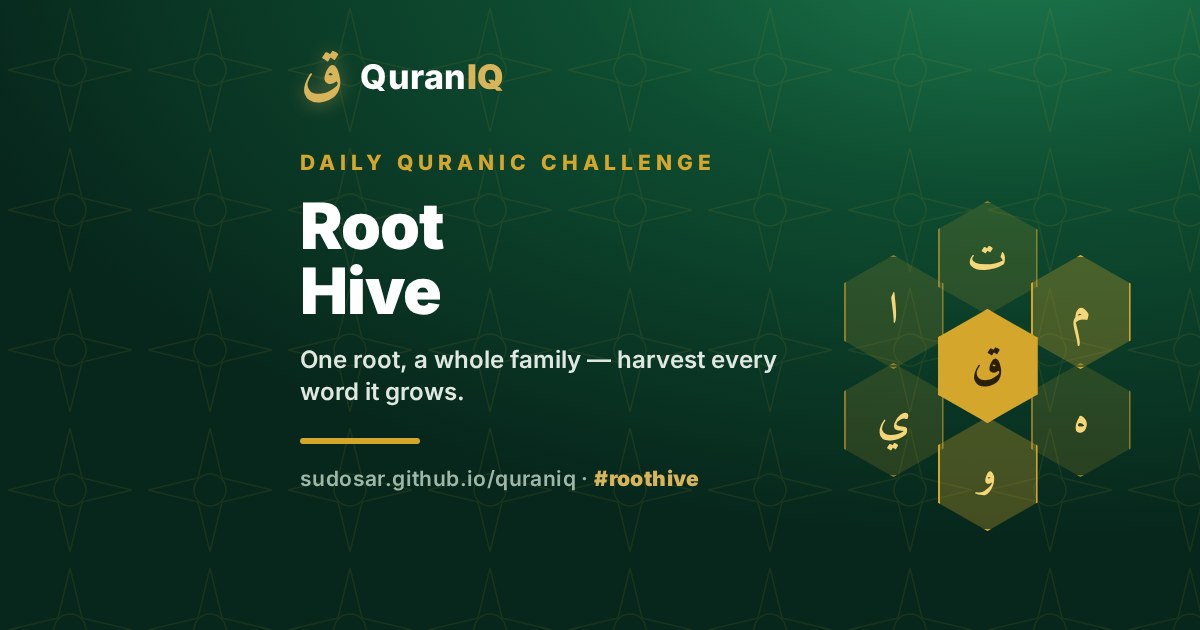 ق QuranIQ
DAILY QURANIC CHALLENGE
Root
Hive
One root, a whole family — harvest every
word it grows.
sudosar.github.io/quraniq · #roothive
ت
ا
م
ق
ي
ه
و